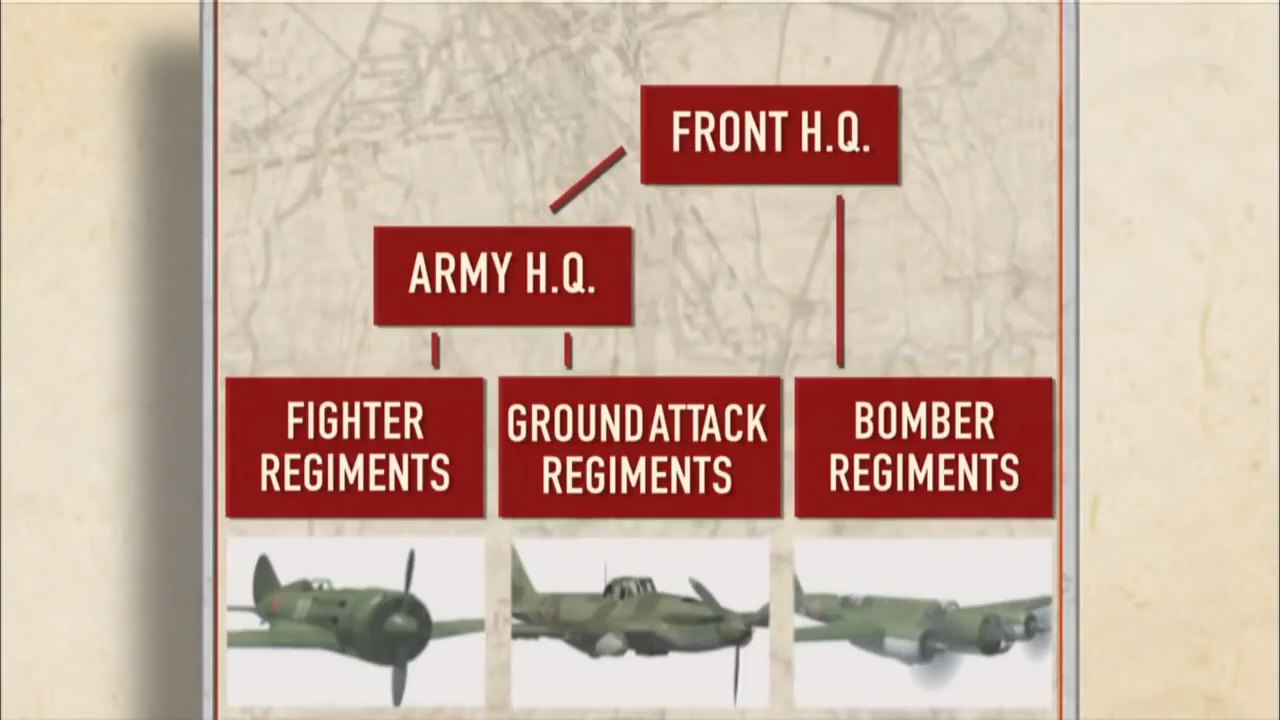 FRONT H.Q.
ARMY H.Q.
FIGHTER
REGIMENTS
GROUND ATTACK
REGIMENTS
BOMBER
REGIMENTS